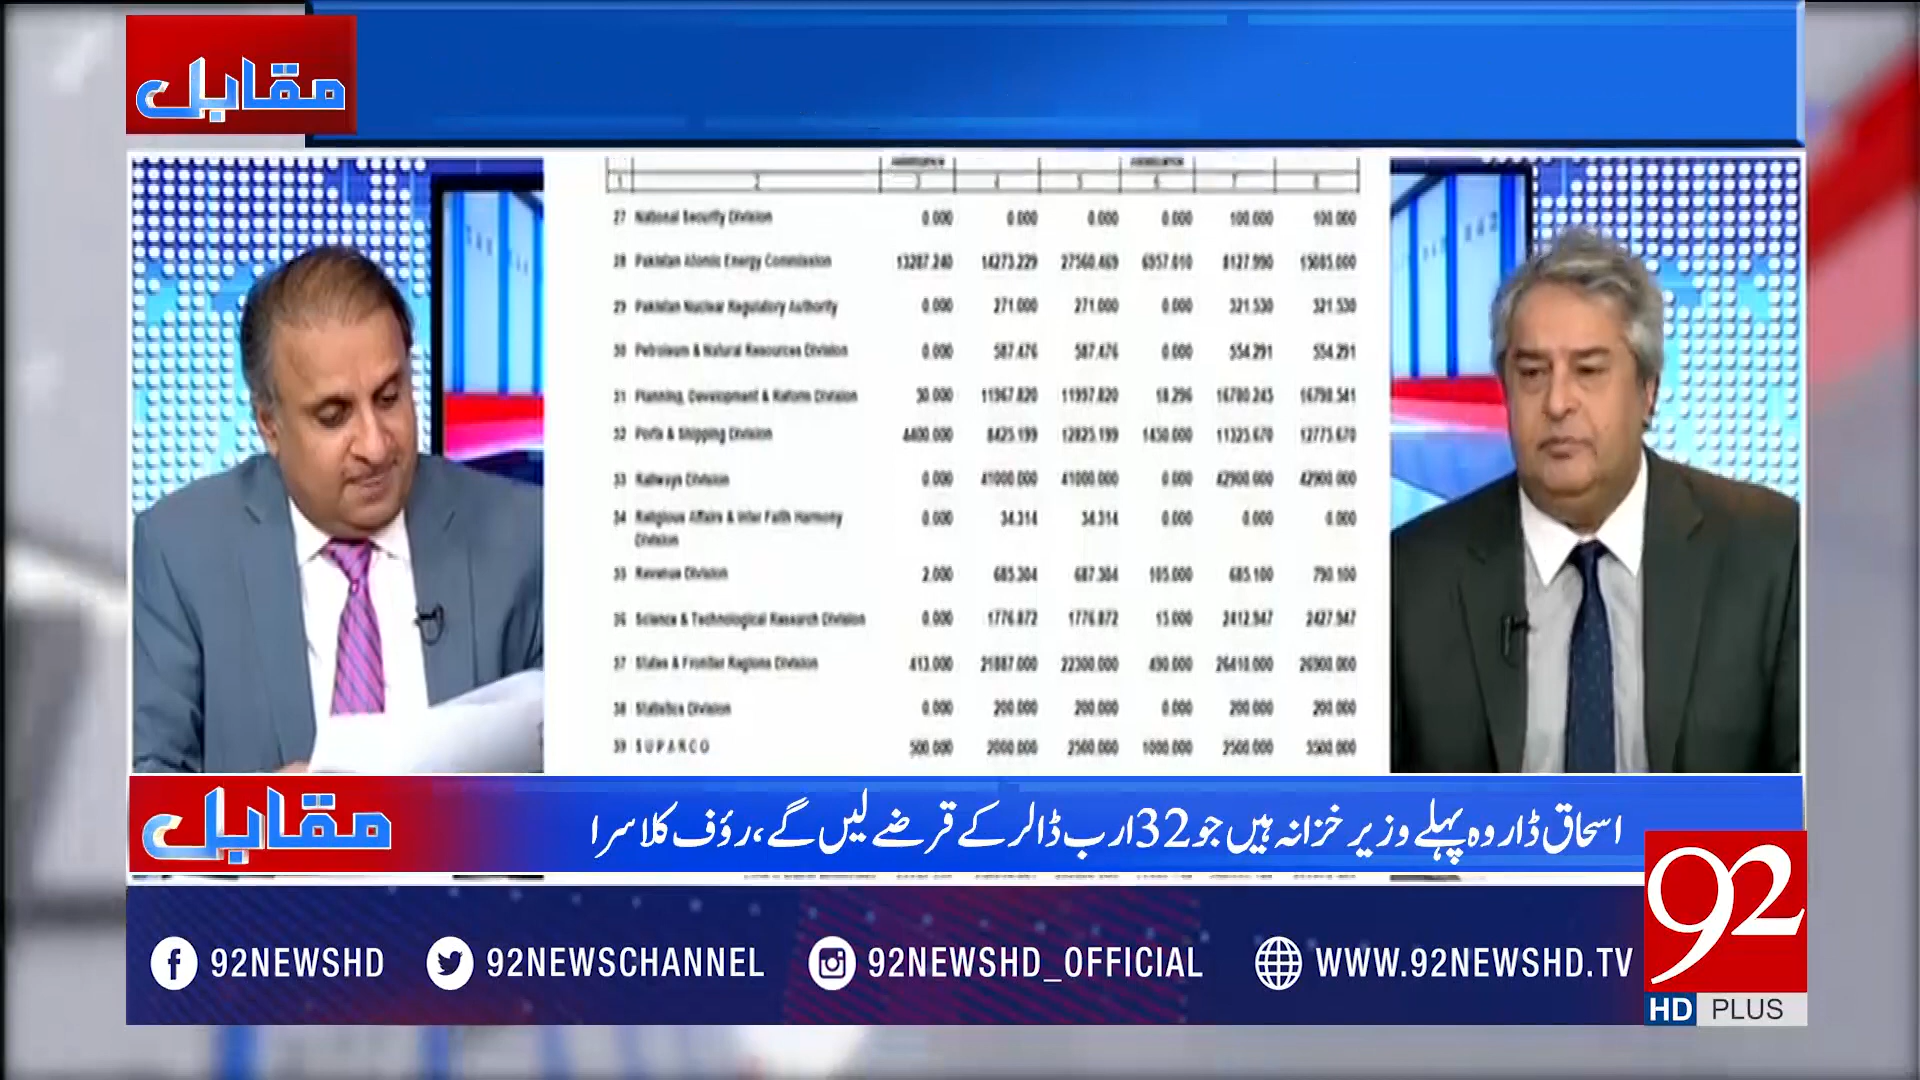 مقابل
1 2 3 4 5 6 7 8
27 National Security Division 0.000 0.000 0.000 0.000 100.000 100.000
28 Pakistan Atomic Energy Commission 13287.240 14273.229 27560.469 6957.010 8127.990 15085.000
29 Pakistan Nuclear Regulatory Authority 0.000 271.000 271.000 0.000 321.530 321.530
30 Petroleum & Natural Resources Division 0.000 587.476 587.476 0.000 554.291 554.291
31 Planning, Development & Reform Division 30.000 11967.820 11997.820 18.296 16780.245 16798.541
32 Ports & Shipping Division 4400.000 8425.199 12825.199 1450.000 11325.670 12775.670
33 Railways Division 0.000 41000.000 41000.000 0.000 42900.000 42900.000
34 Religious Affairs & Inter Faith Harmony 0.000 34.314 34.314 0.000 0.000 0.000
Division
35 Revenue Division 2.000 685.304 687.304 105.000 685.100 790.100
36 Science & Technological Research Division 0.000 1776.872 1776.872 15.000 2412.947 2427.947
37 States & Frontier Regions Division 413.000 21887.000 22300.000 490.000 26410.000 26900.000
38 Statistics Division 0.000 200.000 200.000 0.000 200.000 200.000
39 SUPARCO 500.000 2000.000 2500.000 1000.000 2500.000 3500.000
مقابل
اسحاق ڈار وہ پہلے وزیر خزانہ ہیں جو 32 ارب ڈالر کے قرضے لیں گے، رؤف کلاسرا
92NEWSHD 92NEWSCHANNEL 92NEWSHD_OFFICIAL WWW.92NEWSHD.TV
92
HD PLUS